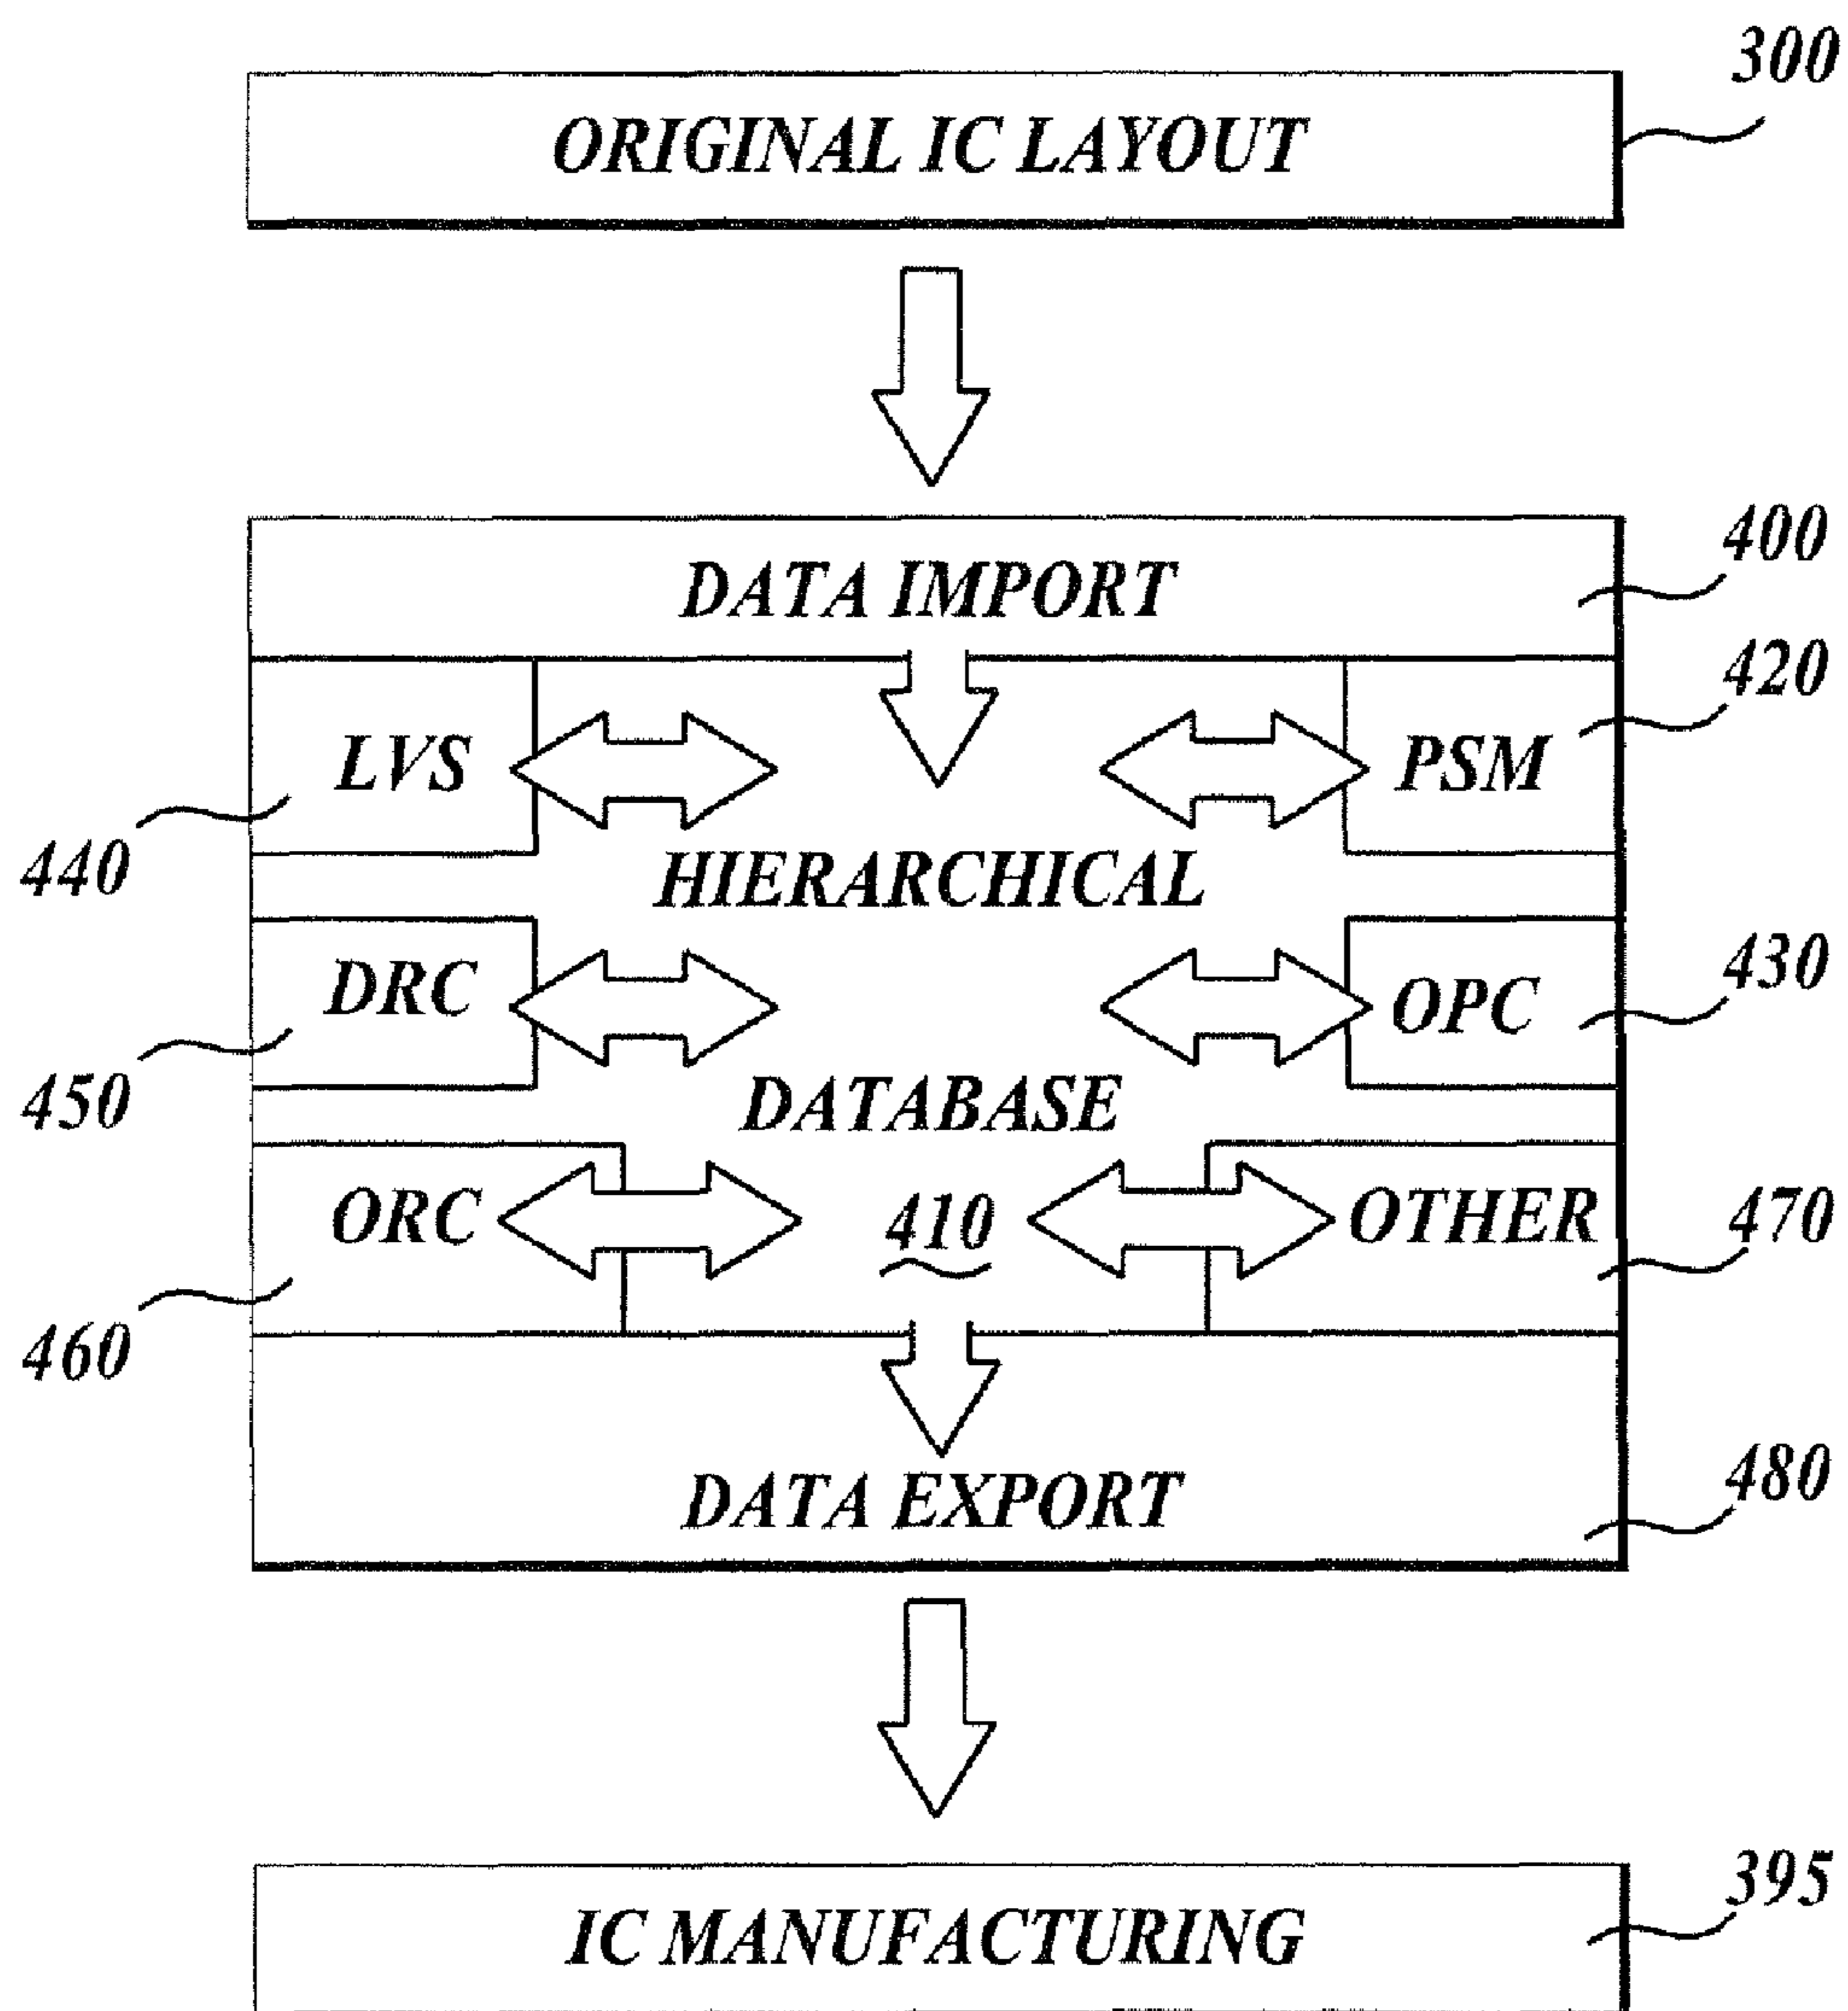 300
ORIGINAL IC LAYOUT
400
DATA IMPORT
420
LVS
PSM
440
HIERARCHICAL
430
DRC
OPC
450
DATABASE
ORC
410
OTHER
470
460
480
DATA EXPORT
395
IC MANUFACTURING